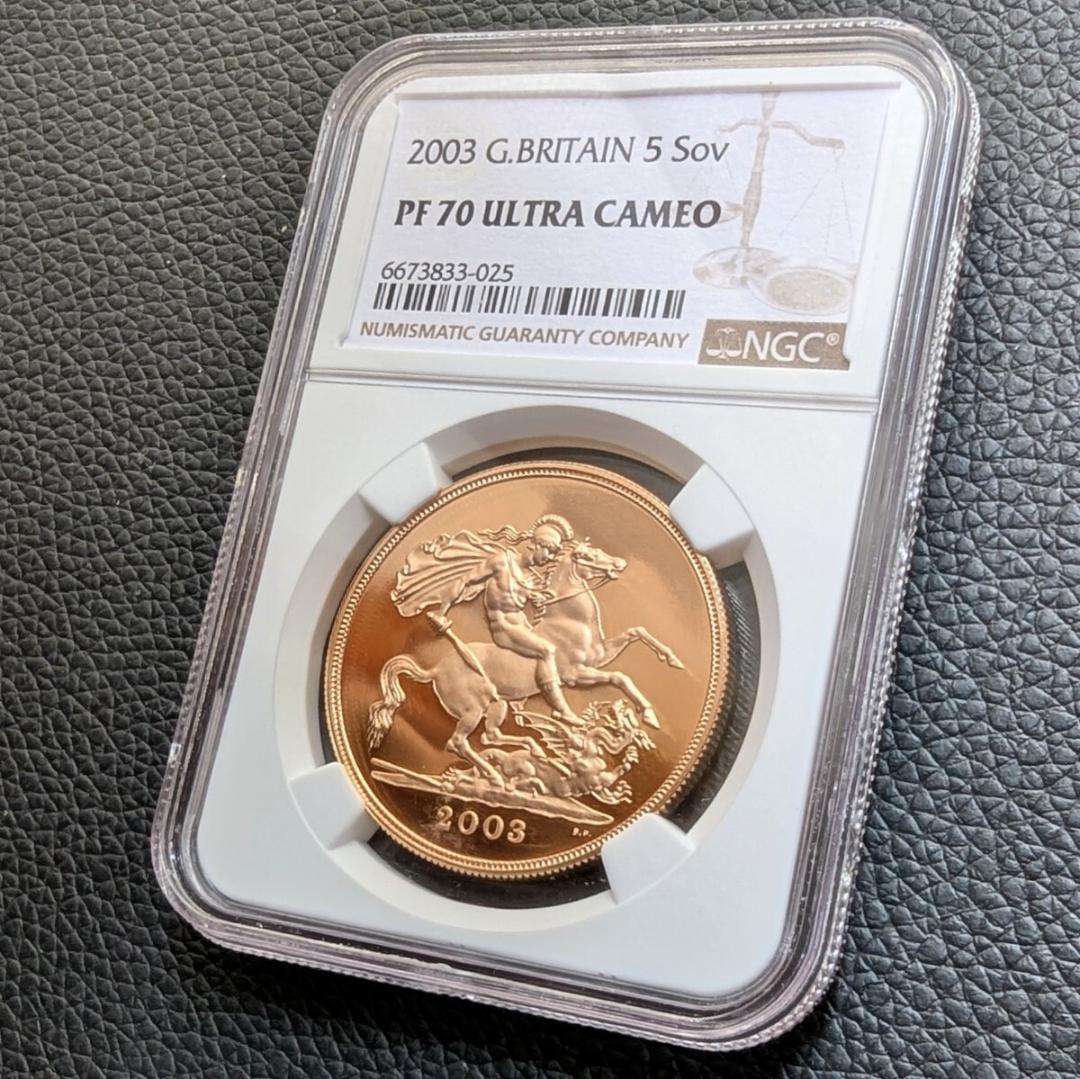 2003 G.BRITAIN 5 Sov
PF 70 ULTRA CAMEO
6673833-025
NUMISMATIC GUARANTY COMPANY
NGC®
2003
B.P.